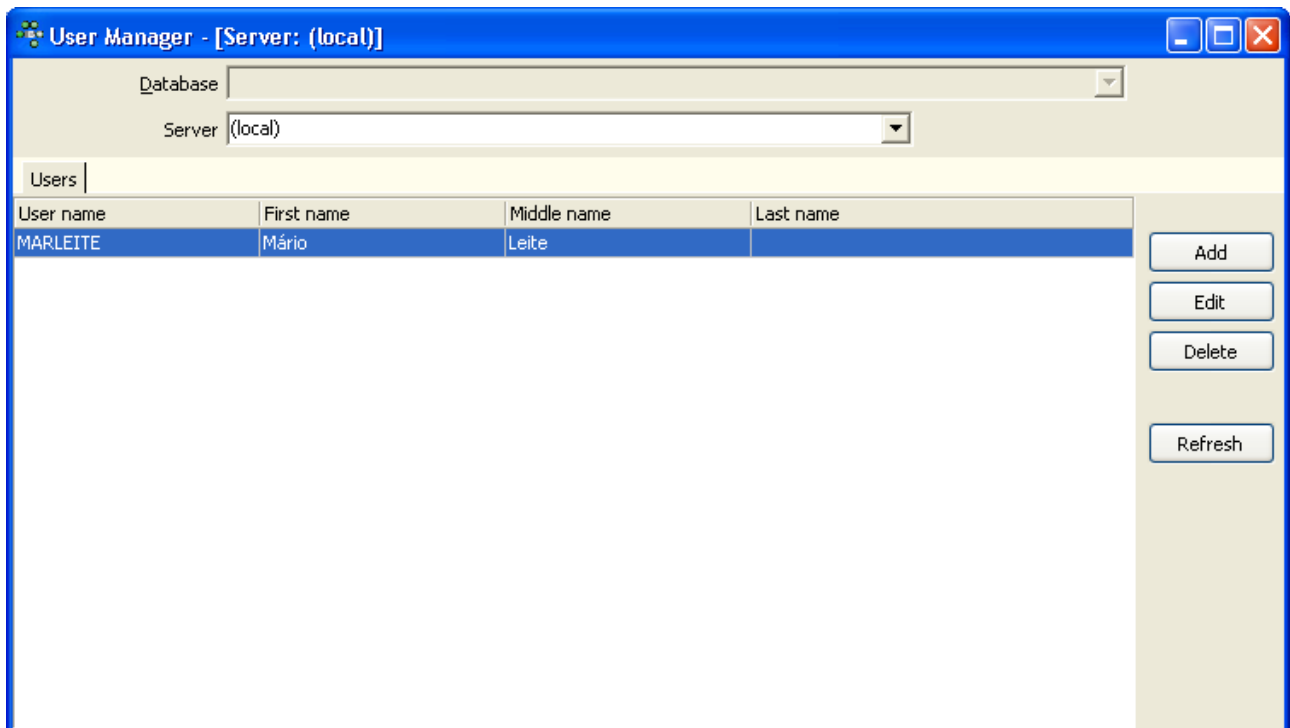 User Manager - [Server: (local)]
Database
Server (local)
Users
User name First name Middle name Last name
MARLEITE Mário Leite
Add
Edit
Delete
Refresh